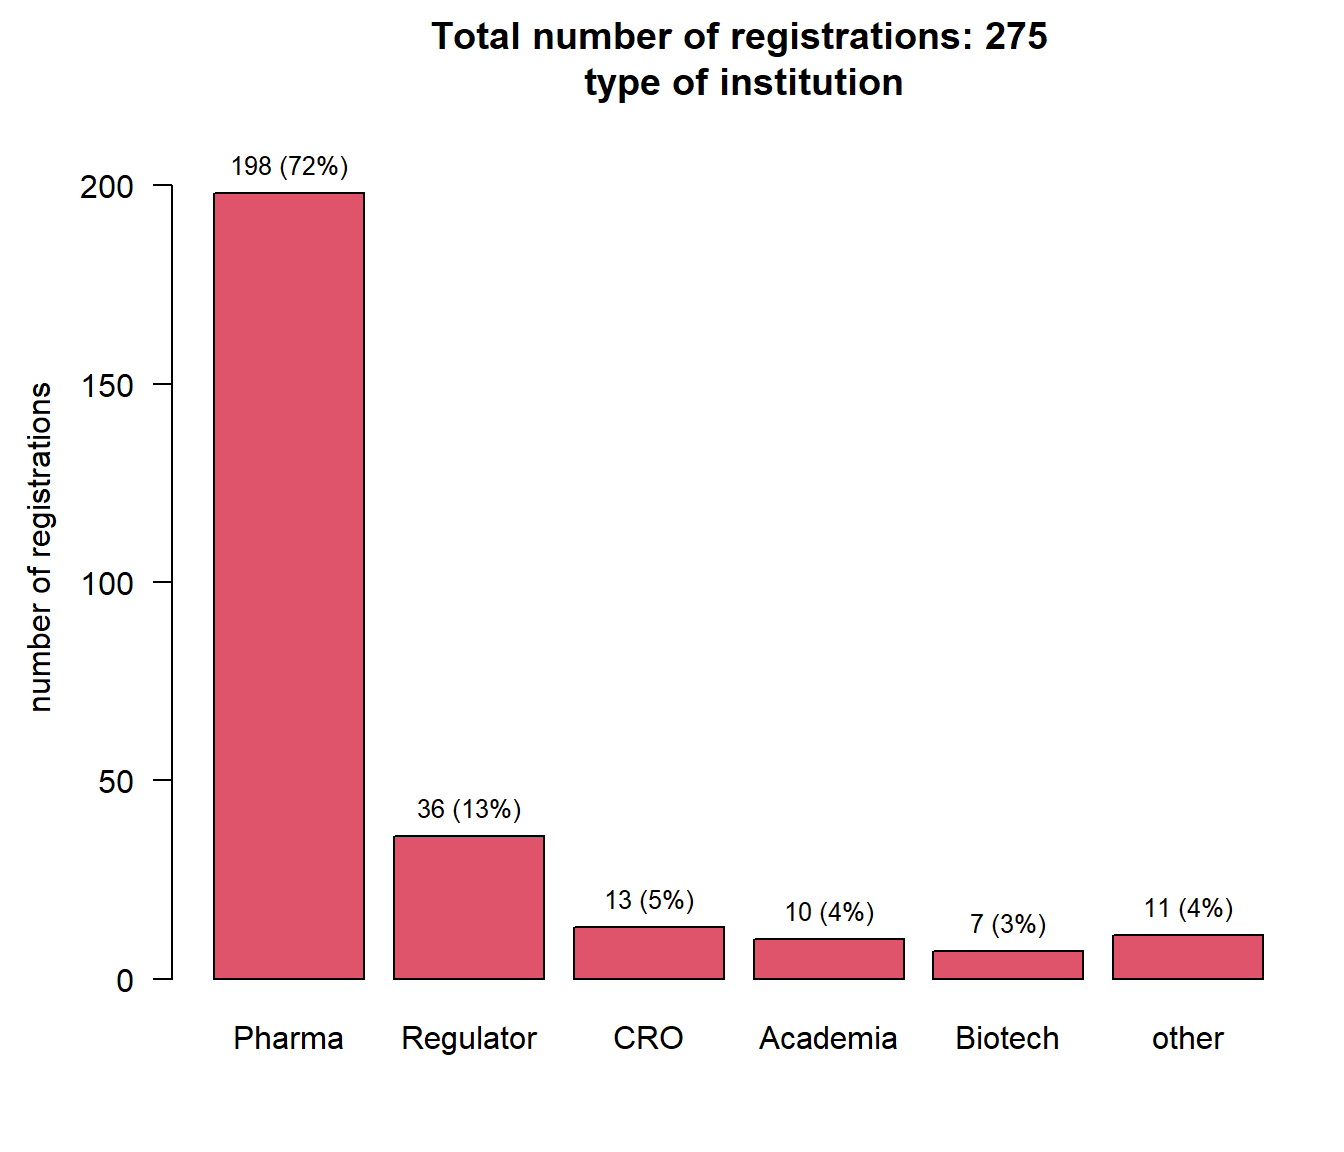 Total number of registrations: 275
type of institution
number of registrations
200
150
100
50
0
198 (72%)
36 (13%)
13 (5%)
10 (4%)
7 (3%)
11 (4%)
Pharma
Regulator
CRO
Academia
Biotech
other